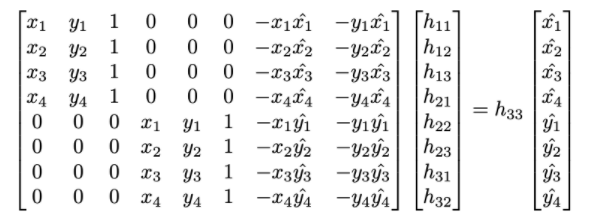 x₁ y₁ 1 0 0 0 −x₁x̂₁ −y₁x̂₁ h₁₁ x̂₁
x₂ y₂ 1 0 0 0 −x₂x̂₂ −y₂x̂₂ h₁₂ x̂₂
x₃ y₃ 1 0 0 0 −x₃x̂₃ −y₃x̂₃ h₁₃ x̂₃
x₄ y₄ 1 0 0 0 −x₄x̂₄ −y₄x̂₄ h₂₁ = h₃₃ x̂₄
0 0 0 x₁ y₁ 1 −x₁ŷ₁ −y₁ŷ₁ h₂₂ ŷ₁
0 0 0 x₂ y₂ 1 −x₂ŷ₂ −y₂ŷ₂ h₂₃ ŷ₂
0 0 0 x₃ y₃ 1 −x₃ŷ₃ −y₃ŷ₃ h₃₁ ŷ₃
0 0 0 x₄ y₄ 1 −x₄ŷ₄ −y₄ŷ₄ h₃₂ ŷ₄